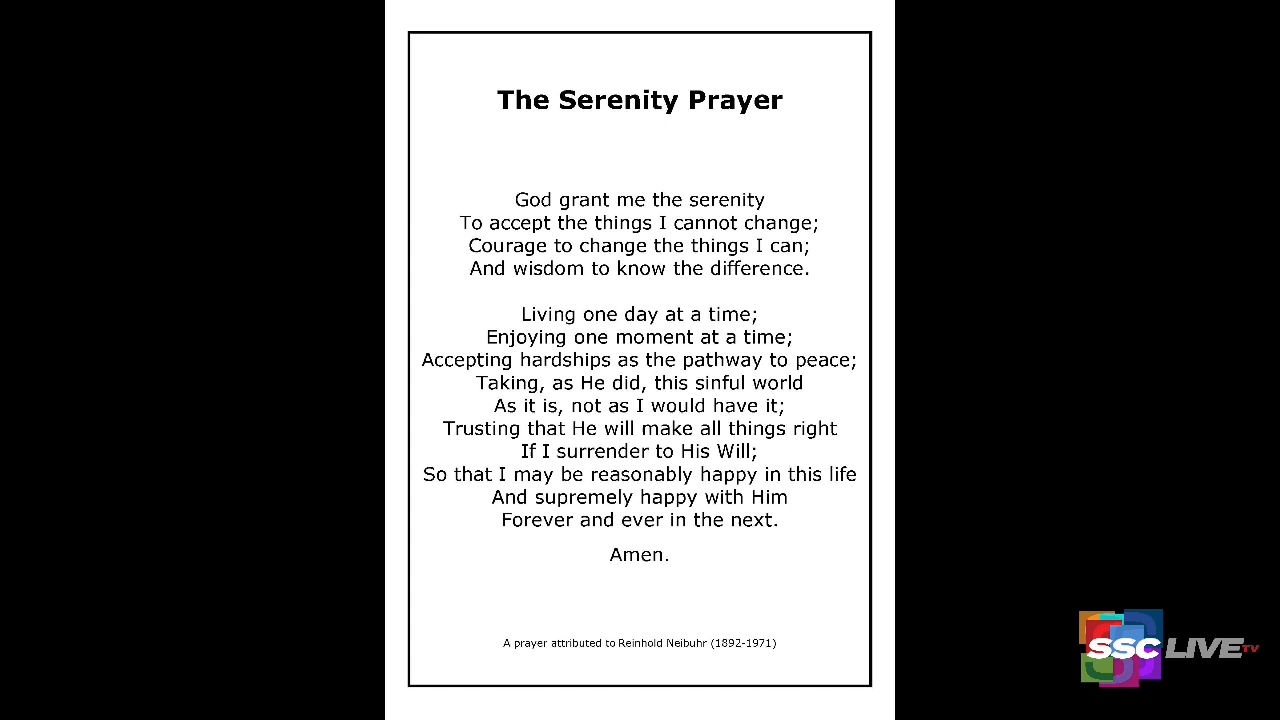 The Serenity Prayer
God grant me the serenity
To accept the things I cannot change;
Courage to change the things I can;
And wisdom to know the difference.
Living one day at a time;
Enjoying one moment at a time;
Accepting hardships as the pathway to peace;
Taking, as He did, this sinful world
As it is, not as I would have it;
Trusting that He will make all things right
If I surrender to His Will;
So that I may be reasonably happy in this life
And supremely happy with Him
Forever and ever in the next.
Amen.
A prayer attributed to Reinhold Neibuhr (1892-1971)
SSC LIVE TV